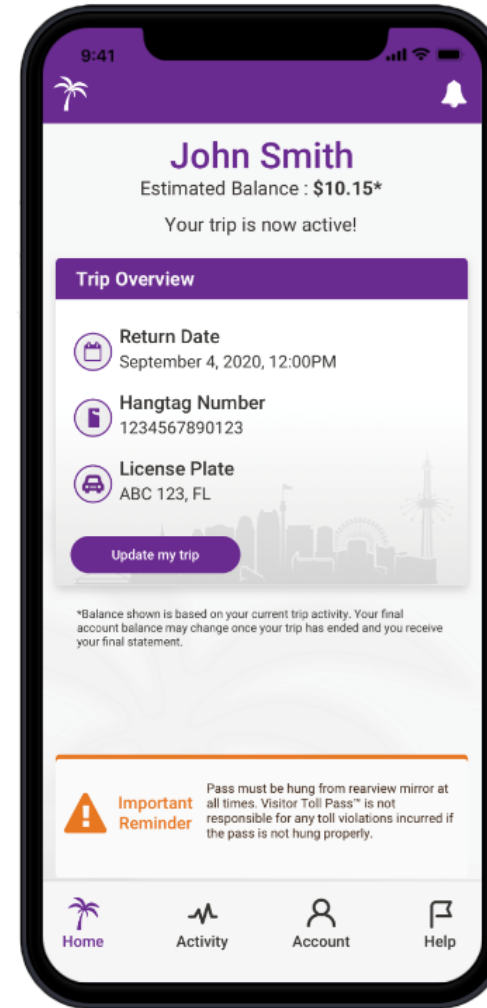 9:41
John Smith
Estimated Balance : $10.15*
Your trip is now active!
Trip Overview
Return Date
September 4, 2020, 12:00PM
Hangtag Number
1234567890123
License Plate
ABC 123, FL
Update my trip
*Balance shown is based on your current trip activity. Your final
account balance may change once your trip has ended and you receive
your final statement.
Important
Reminder
Pass must be hung from rearview mirror at
all times. Visitor Toll Pass™ is not
responsible for any toll violations incurred if
the pass is not hung properly.
Home
Activity
Account
Help